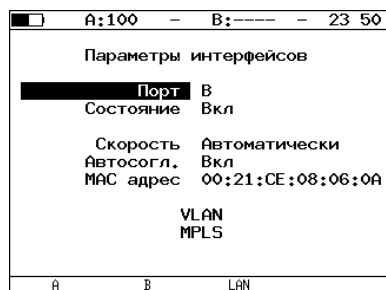 A:100 – B:---- – 23 50
Параметры интерфейсов
Порт В
Состояние Вкл
Скорость Автоматически
Автосогл. Вкл
MAC адрес 00:21:CE:08:06:0A
VLAN
MPLS
A B LAN